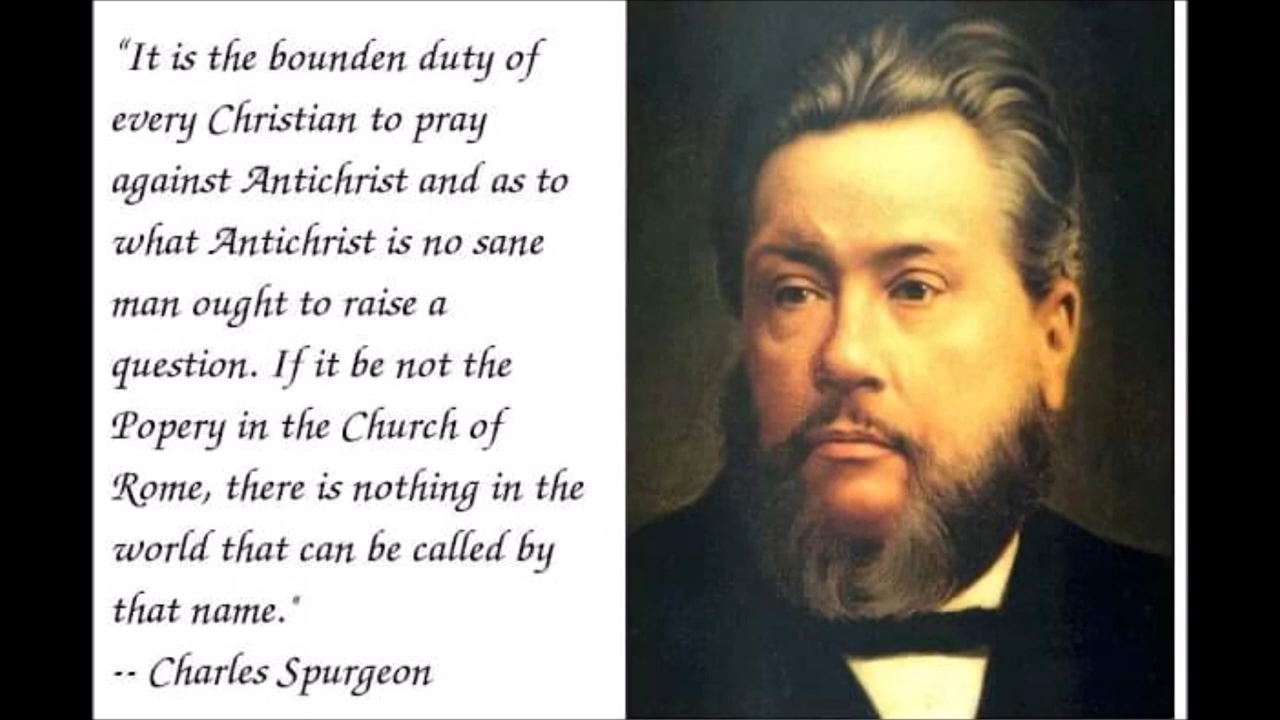 “It is the bounden duty of
every Christian to pray
against Antichrist and as to
what Antichrist is no sane
man ought to raise a
question. If it be not the
Popery in the Church of
Rome, there is nothing in the
world that can be called by
that name."
-- Charles Spurgeon